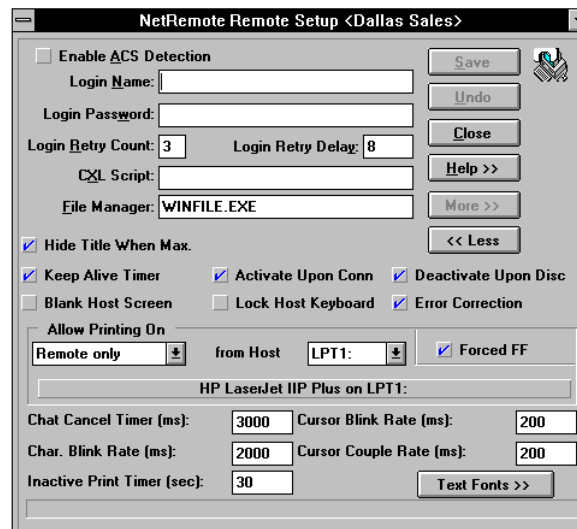 NetRemote Remote Setup <Dallas Sales>
Enable ACS Detection
Save
Login Name:
Undo
Login Password:
Close
Login Retry Count: 3 Login Retry Delay: 8
Help >>
CXL Script:
File Manager: WINFILE.EXE
More >>
Hide Title When Max.
<< Less
Keep Alive Timer Activate Upon Conn Deactivate Upon Disc
Blank Host Screen Lock Host Keyboard Error Correction
Allow Printing On
Remote only from Host LPT1: Forced FF
HP LaserJet IIP Plus on LPT1:
Chat Cancel Timer (ms): 3000 Cursor Blink Rate (ms): 200
Char. Blink Rate (ms): 2000 Cursor Couple Rate (ms): 200
Inactive Print Timer (sec): 30 Text Fonts >>